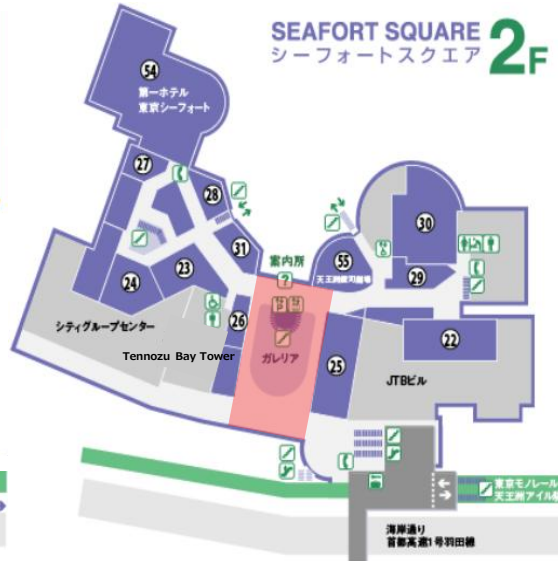 SEAFORT SQUARE 2F
シーフォートスクエア
54
第一ホテル
東京シーフォート
27
28
30
31
案内所
?
55
天王洲銀河劇場
29
23
24
26
22
シティグループセンター
Tennozu Bay Tower
ガレリア
25
JTBビル
東京モノレール
天王洲アイル
海岸通り
首都高速1号羽田線